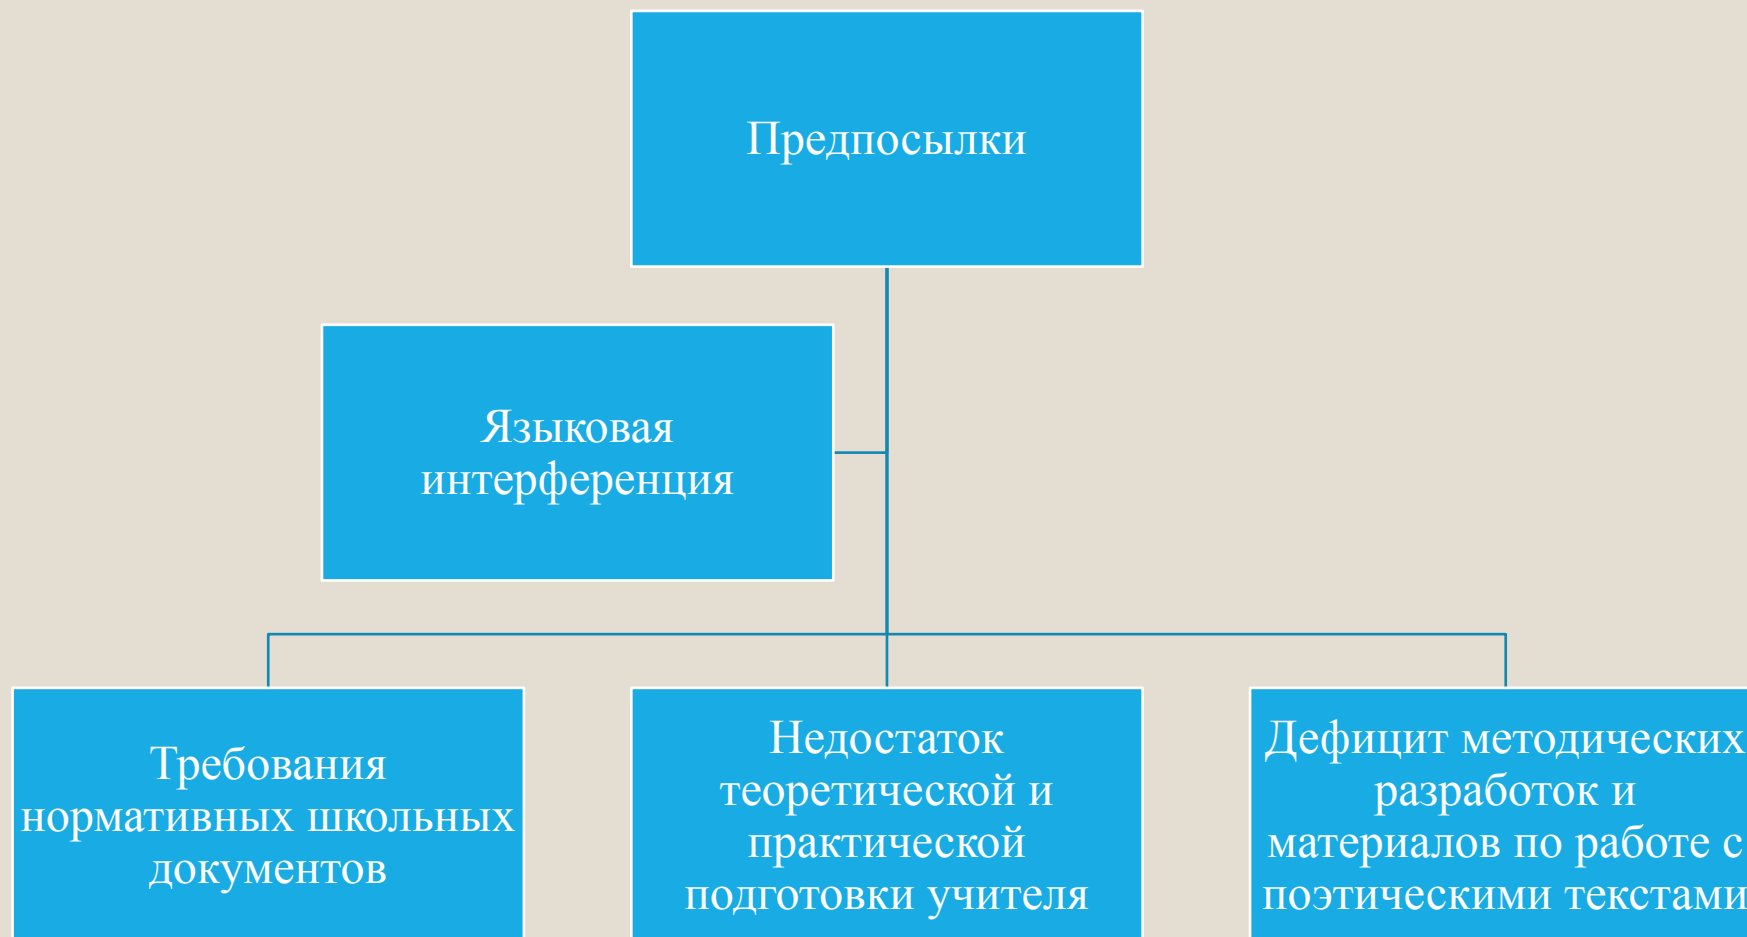 Предпосылки
Языковая
интерференция
Требования
нормативных школьных
документов
Недостаток
теоретической и
практической
подготовки учителя
Дефицит методических
разработок и
материалов по работе с
поэтическими текстами